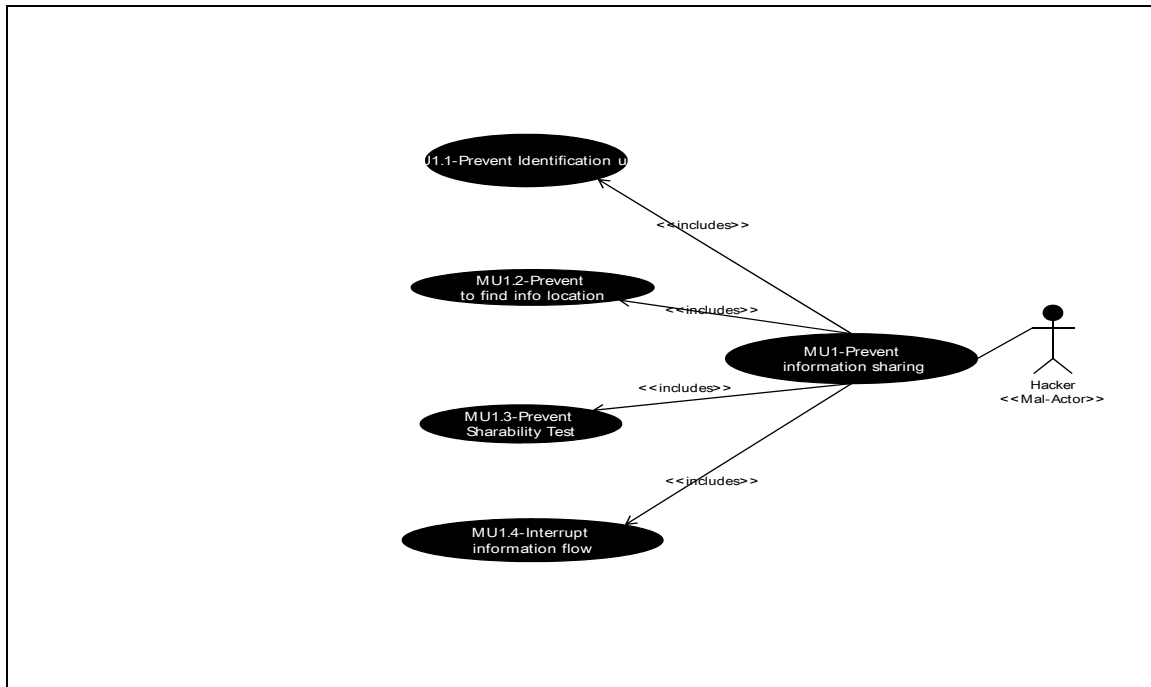 J1.1-Prevent Identification u
<<includes>>
MU1.2-Prevent
to find info location
<<includes>>
MU1-Prevent
information sharing
Hacker
<<Mal-Actor>>
<<includes>>
MU1.3-Prevent
Sharability Test
<<includes>>
MU1.4-Interrupt
information flow